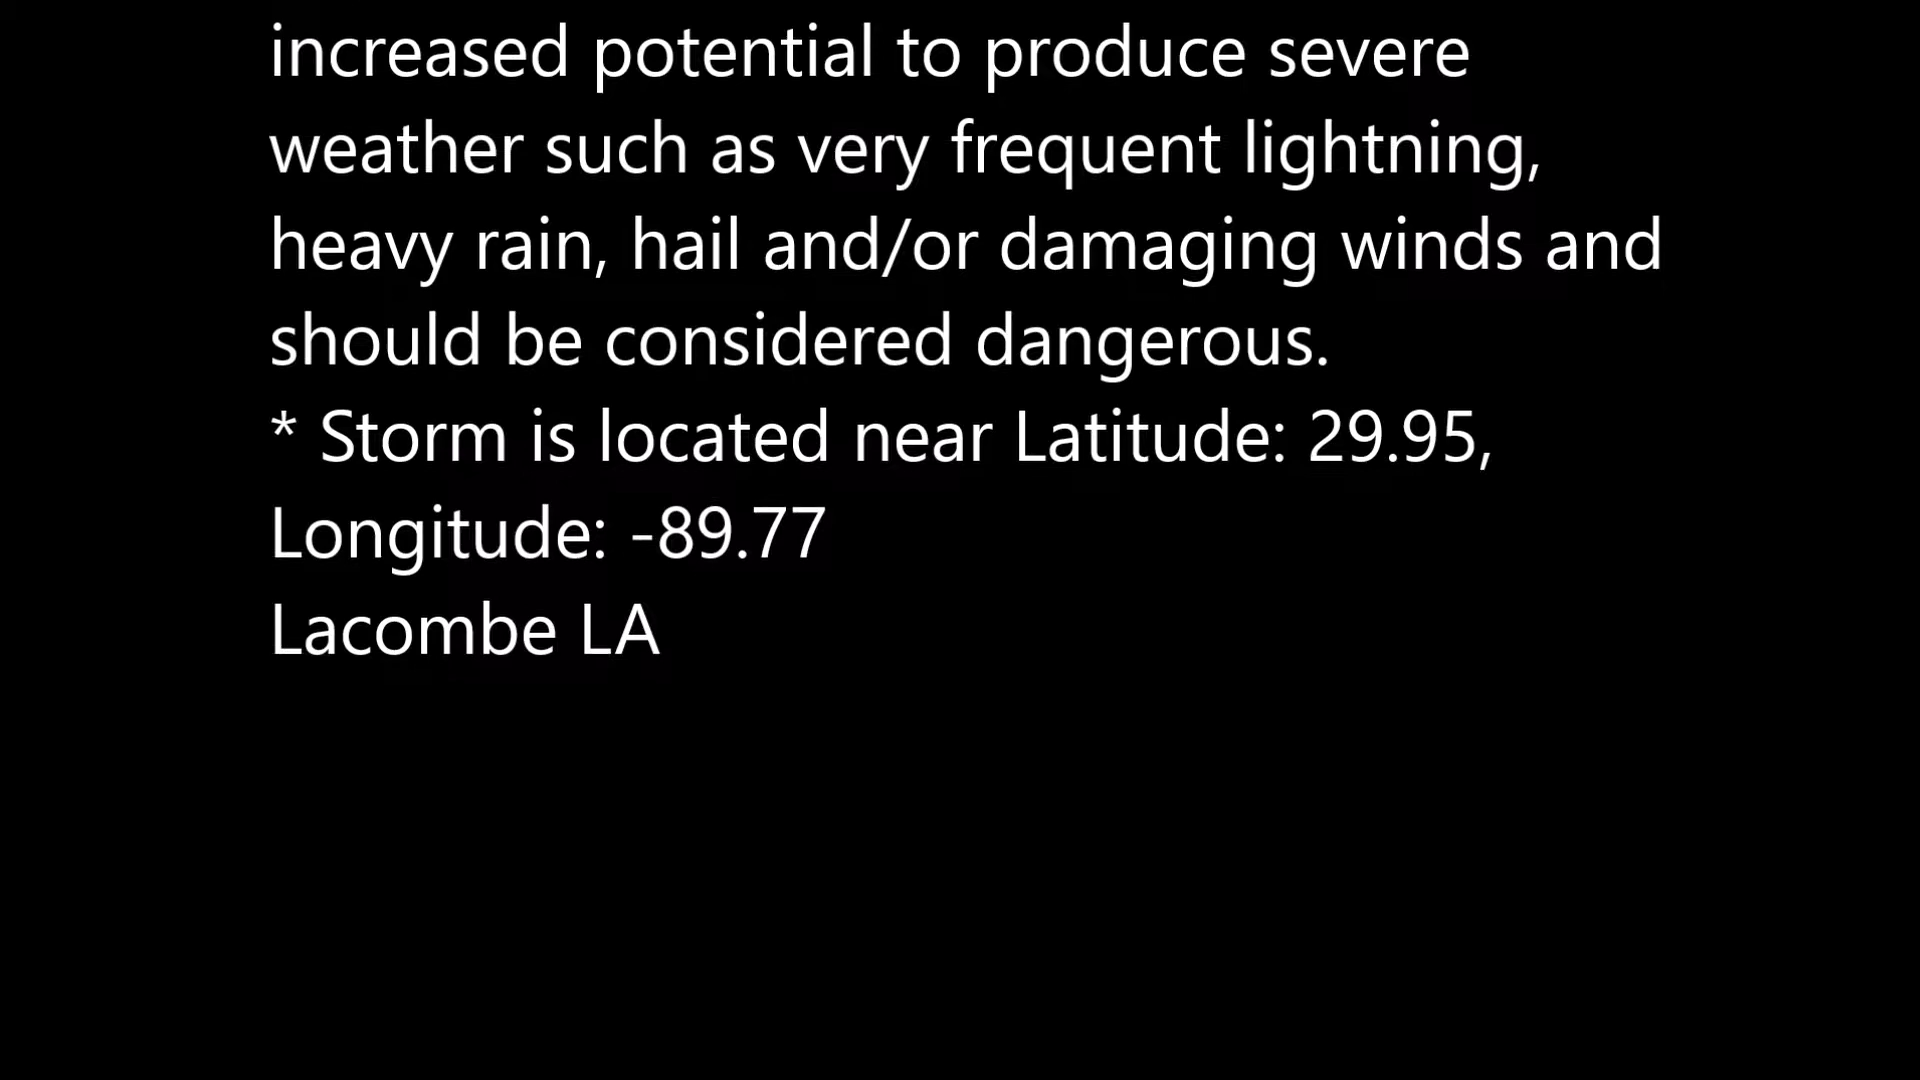 increased potential to produce severe
weather such as very frequent lightning,
heavy rain, hail and/or damaging winds and
should be considered dangerous.
* Storm is located near Latitude: 29.95,
Longitude: -89.77
Lacombe LA